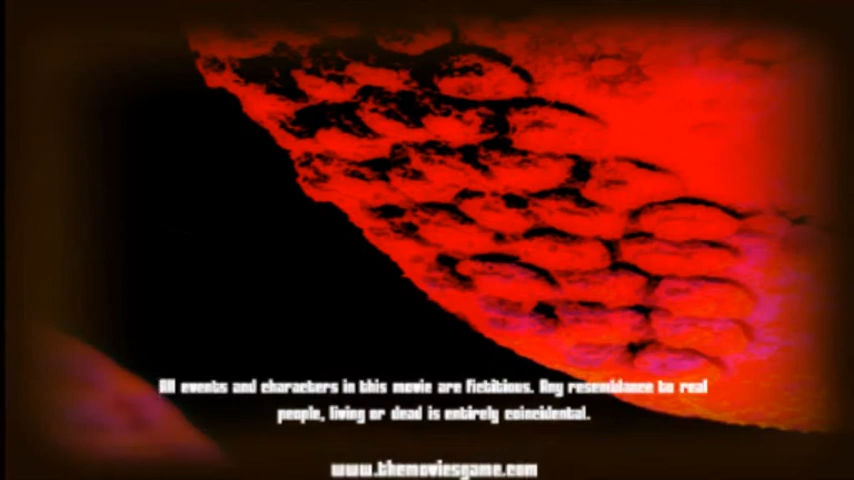 All events and characters in this movie are fictitious. Any resemblance to real
people, living or dead is entirely coincidental.
www.themoviesgame.com